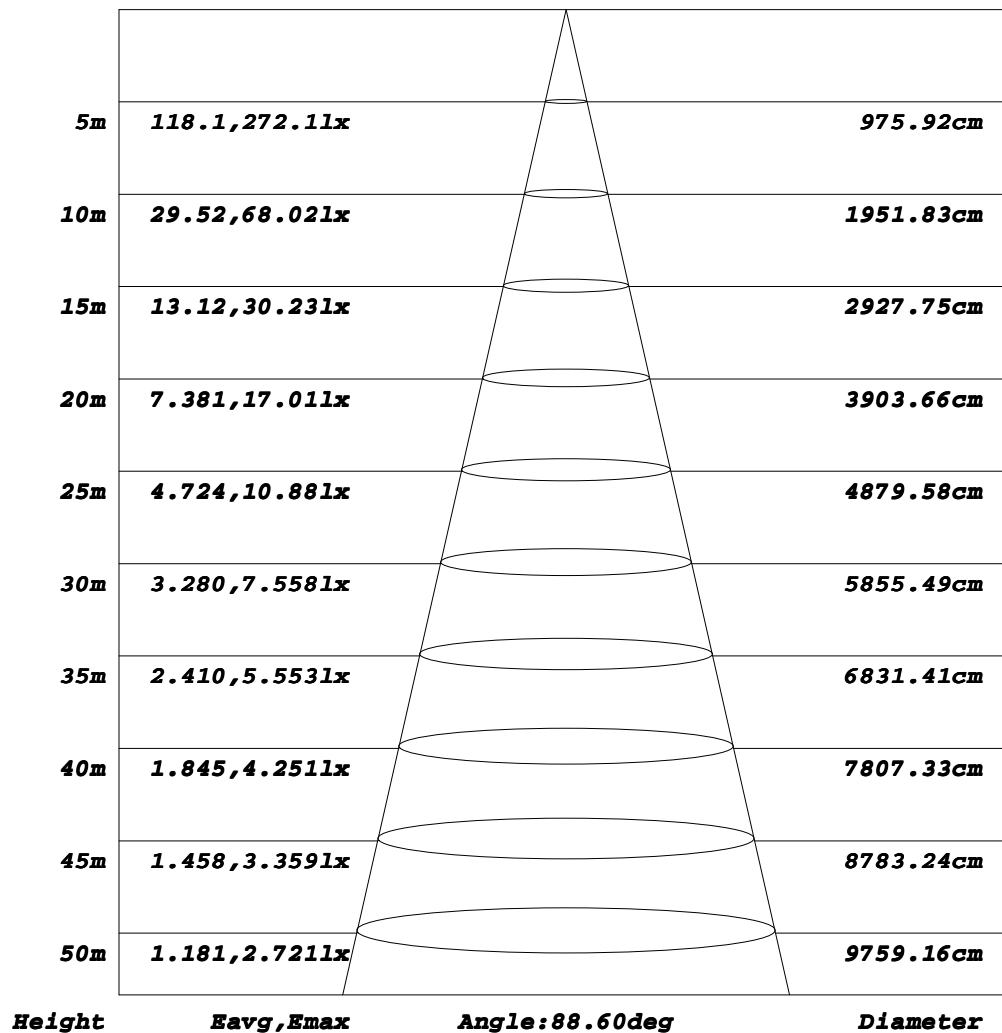 5m 118.1,272.1lx 975.92cm
10m 29.52,68.02lx 1951.83cm
15m 13.12,30.23lx 2927.75cm
20m 7.381,17.01lx 3903.66cm
25m 4.724,10.88lx 4879.58cm
30m 3.280,7.558lx 5855.49cm
35m 2.410,5.553lx 6831.41cm
40m 1.845,4.251lx 7807.33cm
45m 1.458,3.359lx 8783.24cm
50m 1.181,2.721lx 9759.16cm
Height Eavg,Emax Angle:88.60deg Diameter